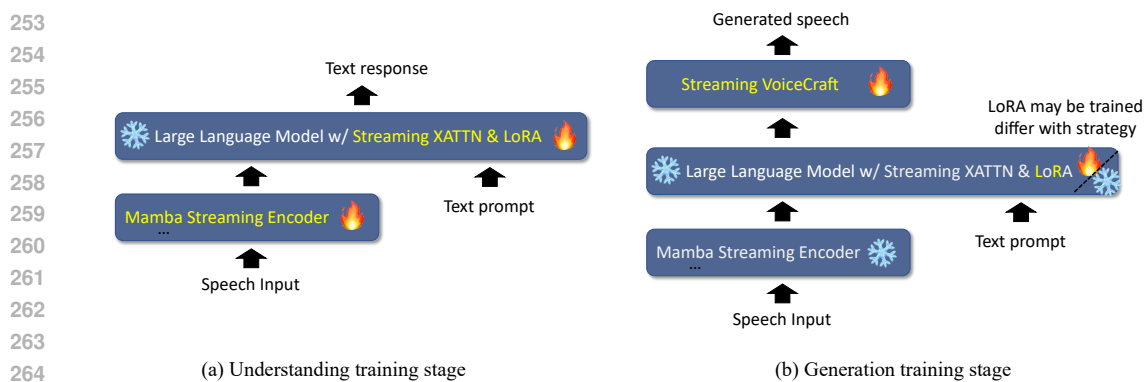 253
254
255
256
257
258
259
260
261
262
263
264
Text response
Large Language Model w/ Streaming XATTN & LoRA
Mamba Streaming Encoder
...
Text prompt
Speech Input
(a) Understanding training stage
Generated speech
Streaming VoiceCraft
LoRA may be trained
differ with strategy
Large Language Model w/ Streaming XATTN & LoRA
Mamba Streaming Encoder
...
Text prompt
Speech Input
(b) Generation training stage